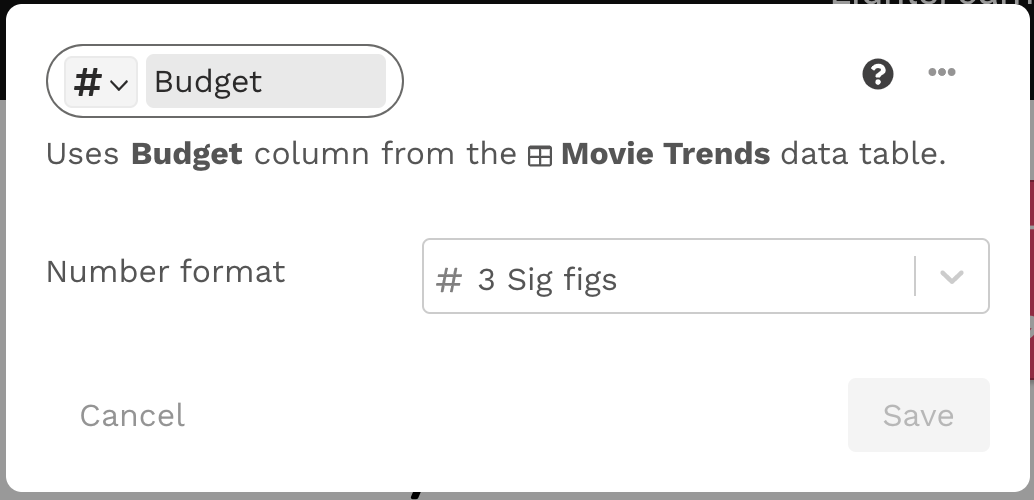 # Budget
Uses Budget column from the Movie Trends data table.
Number format
# 3 Sig figs
Cancel
Save